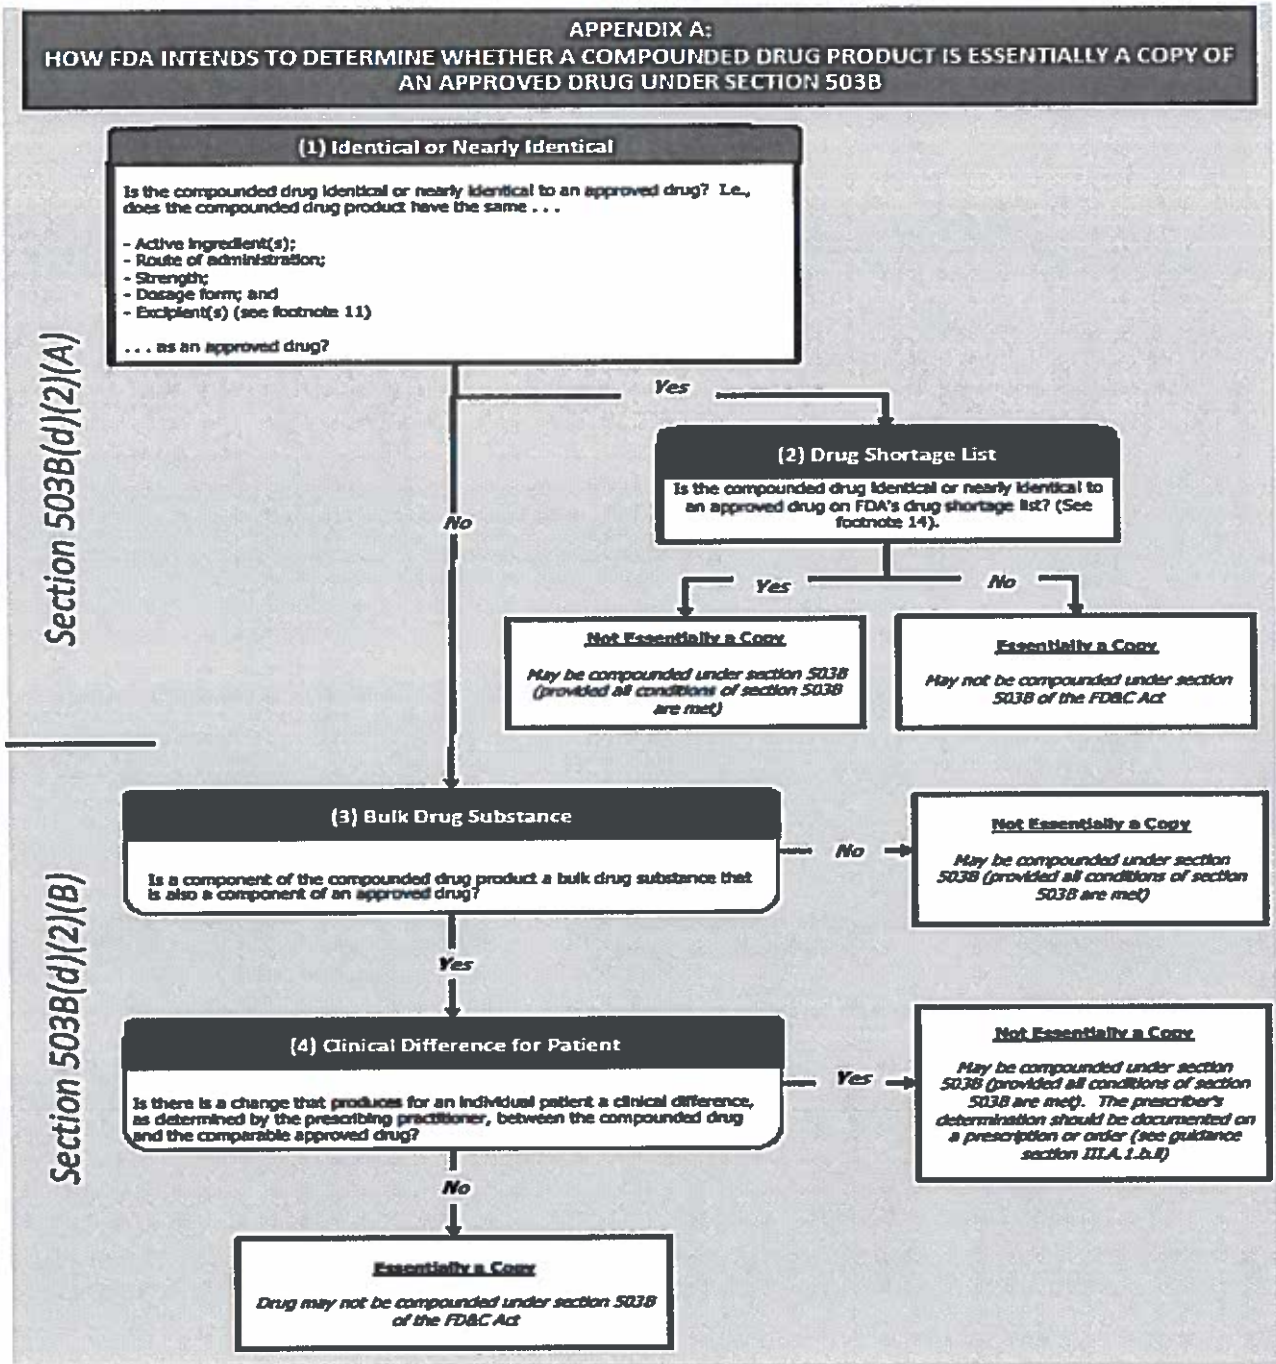 APPENDIX A:
HOW FDA INTENDS TO DETERMINE WHETHER A COMPOUNDED DRUG PRODUCT IS ESSENTIALLY A COPY OF
AN APPROVED DRUG UNDER SECTION 503B
Section 503B(d)(2)(A)
(1) Identical or Nearly Identical
Is the compounded drug identical or nearly identical to an approved drug? I.e.,
does the compounded drug product have the same . . .
- Active ingredient(s);
- Route of administration;
- Strength;
- Dosage form; and
- Excipient(s) (see footnote 11)
. . . as an approved drug?
Yes
No
(2) Drug Shortage List
Is the compounded drug identical or nearly identical to
an approved drug on FDA's drug shortage list? (See
footnote 14).
Yes
No
Not Essentially a Copy
May be compounded under section 503B
(provided all conditions of section 503B
are met)
Essentially a Copy
May not be compounded under section
503B of the FD&C Act
Section 503B(d)(2)(B)
(3) Bulk Drug Substance
Is a component of the compounded drug product a bulk drug substance that
is also a component of an approved drug?
No
Not Essentially a Copy
May be compounded under section
503B (provided all conditions of section
503B are met)
Yes
(4) Clinical Difference for Patient
Is there is a change that produces for an individual patient a clinical difference,
as determined by the prescribing practitioner, between the compounded drug
and the comparable approved drug?
Yes
Not Essentially a Copy
May be compounded under section
503B (provided all conditions of section
503B are met). The prescriber's
determination should be documented on
a prescription or order (see guidance
section III.A.1.b.ii)
No
Essentially a Copy
Drug may not be compounded under section 503B
of the FD&C Act